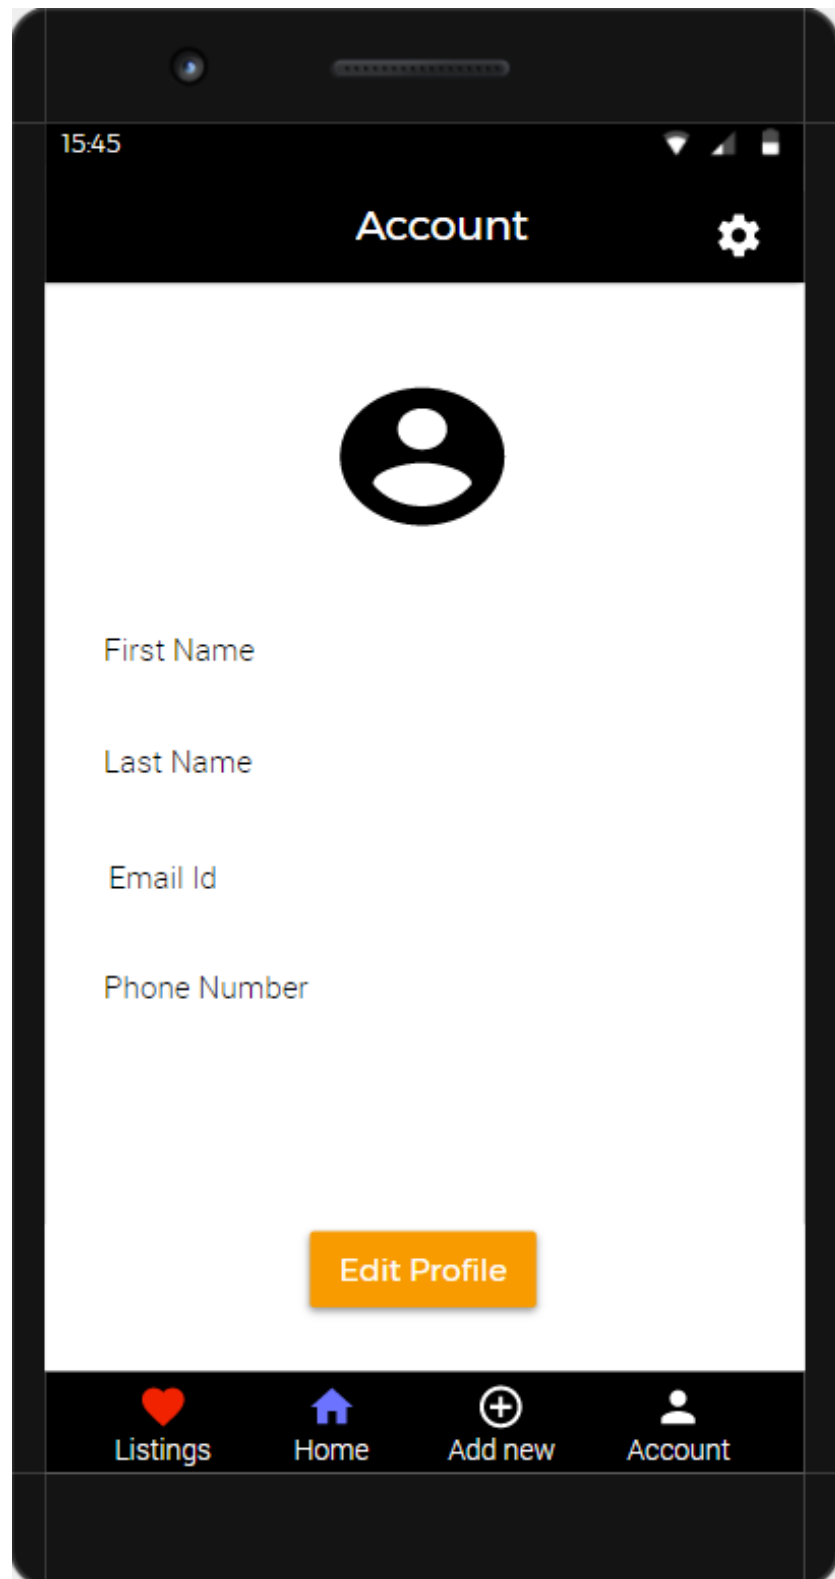 15:45
Account
First Name
Last Name
Email Id
Phone Number
Edit Profile
Listings
Home
Add new
Account